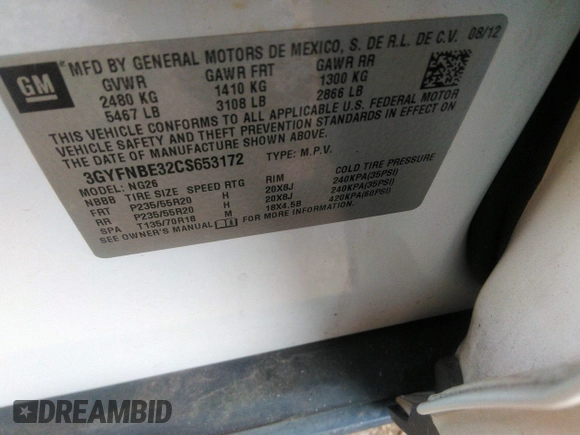 GM
MFD BY GENERAL MOTORS DE MEXICO, S. DE R.L. DE C.V. 08/12
GVWR GAWR FRT GAWR RR
2480 KG 1410 KG 1300 KG
5467 LB 3108 LB 2866 LB
THIS VEHICLE CONFORMS TO ALL APPLICABLE U.S. FEDERAL MOTOR
VEHICLE SAFETY AND THEFT PREVENTION STANDARDS IN EFFECT ON
THE DATE OF MANUFACTURE SHOWN ABOVE.
3GYFNBE32CS653172 TYPE: M.P.V.
MODEL: NG26
NBBB TIRE SIZE SPEED RTG RIM COLD TIRE PRESSURE
FRT P235/55R20 H 20X8J 240KPA(35PSI)
RR P235/55R20 H 20X8J 240KPA(35PSI)
SPA T135/70R18 M 18X4.5B 420KPA(60PSI)
SEE OWNER'S MANUAL FOR MORE INFORMATION.
DREAMBID